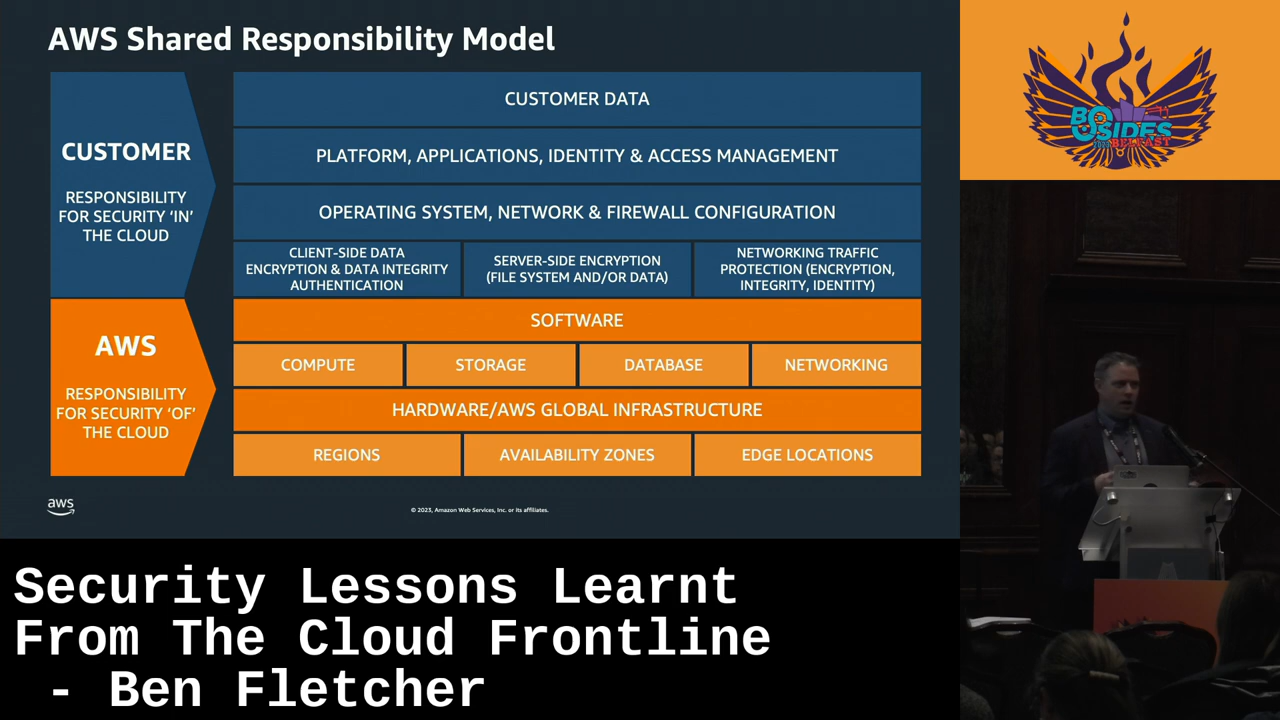 AWS Shared Responsibility Model
CUSTOMER
RESPONSIBILITY
FOR SECURITY ‘IN’
THE CLOUD
CUSTOMER DATA
PLATFORM, APPLICATIONS, IDENTITY & ACCESS MANAGEMENT
OPERATING SYSTEM, NETWORK & FIREWALL CONFIGURATION
CLIENT-SIDE DATA
ENCRYPTION & DATA INTEGRITY
AUTHENTICATION
SERVER-SIDE ENCRYPTION
(FILE SYSTEM AND/OR DATA)
NETWORKING TRAFFIC
PROTECTION (ENCRYPTION,
INTEGRITY, IDENTITY)
AWS
RESPONSIBILITY
FOR SECURITY ‘OF’
THE CLOUD
SOFTWARE
COMPUTE
STORAGE
DATABASE
NETWORKING
HARDWARE/AWS GLOBAL INFRASTRUCTURE
REGIONS
AVAILABILITY ZONES
EDGE LOCATIONS
aws
© 2023, Amazon Web Services, Inc. or its affiliates.
BSIDES
BELFAST
Security Lessons Learnt
From The Cloud Frontline
- Ben Fletcher